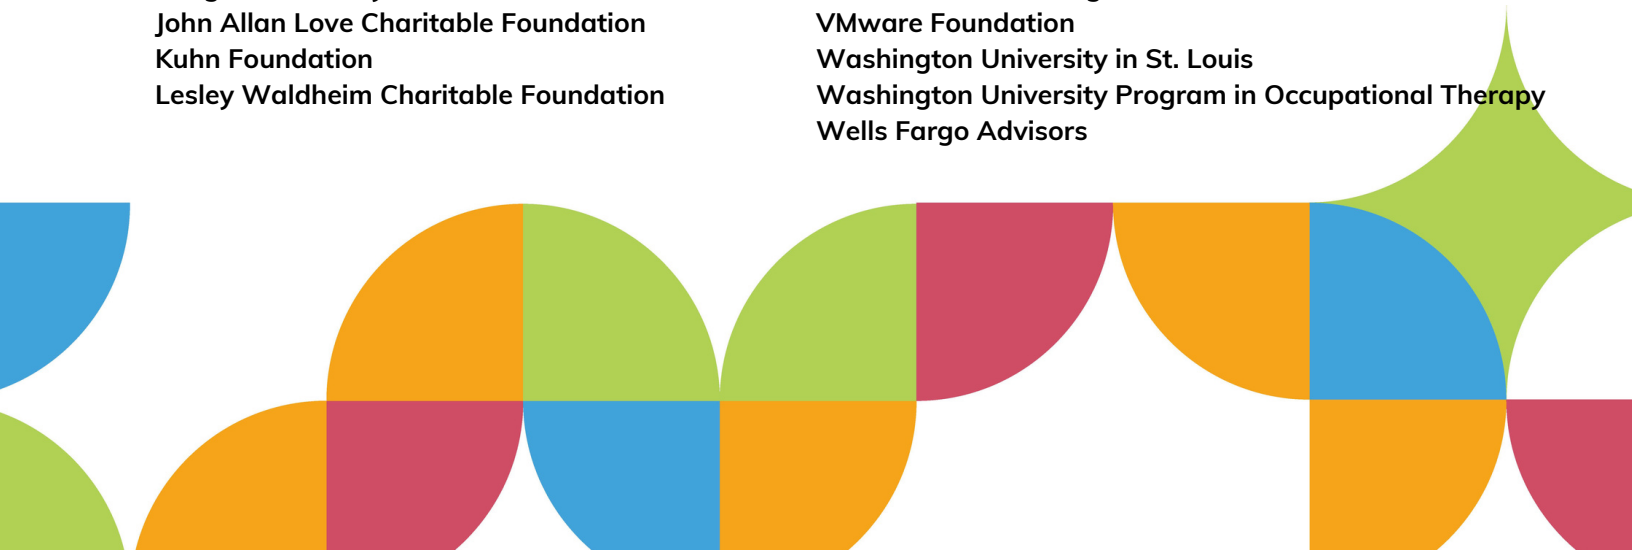 John Allan Love Charitable Foundation
Kuhn Foundation
Lesley Waldheim Charitable Foundation
VMware Foundation
Washington University in St. Louis
Washington University Program in Occupational Therapy
Wells Fargo Advisors